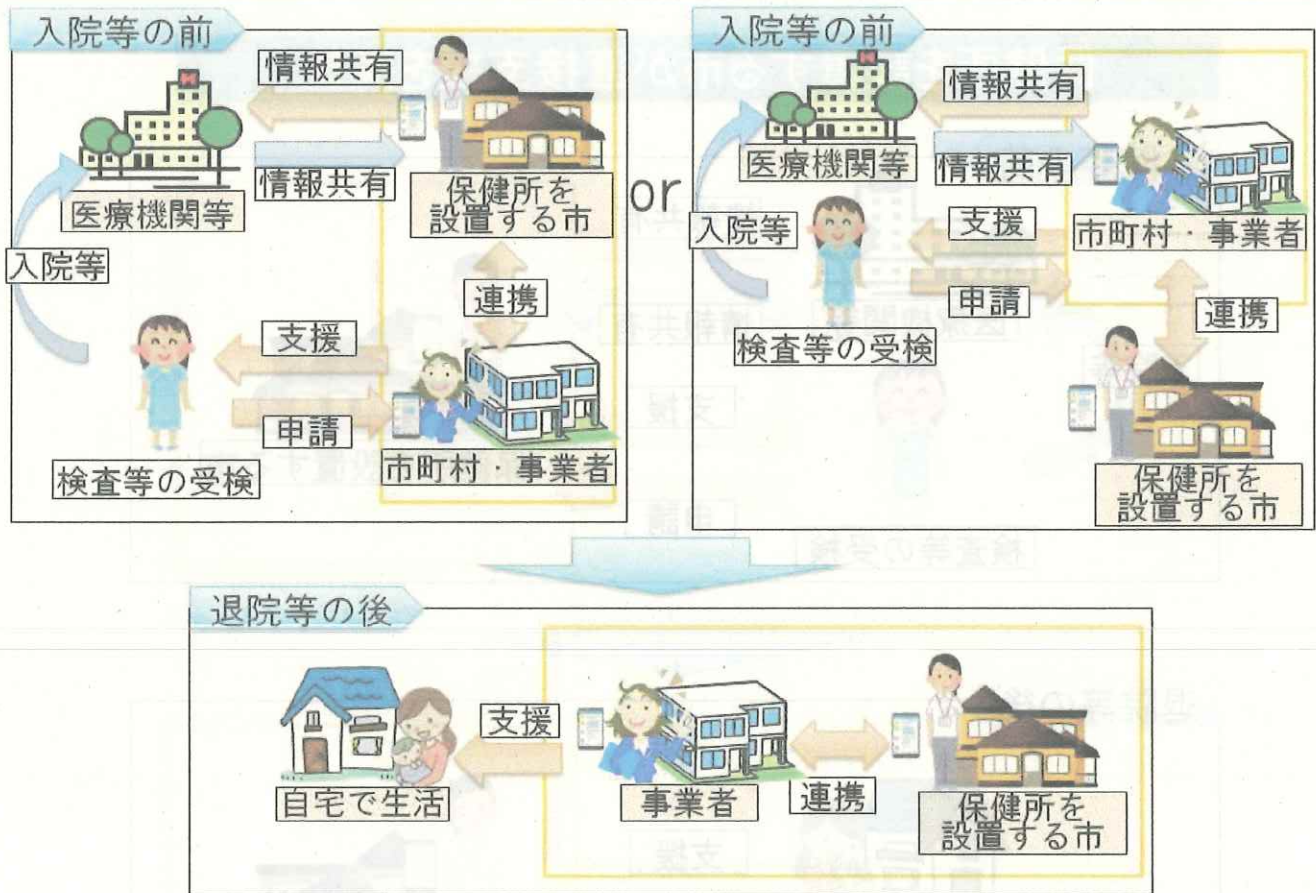 入院等の前
情報共有
情報共有
医療機関等
保健所を
設置する市
入院等
連携
支援
申請
検査等の受検
市町村・事業者
or
入院等の前
情報共有
情報共有
医療機関等
入院等
支援
市町村・事業者
申請
連携
検査等の受検
保健所を
設置する市
退院等の後
支援
自宅で生活
事業者
連携
保健所を
設置する市